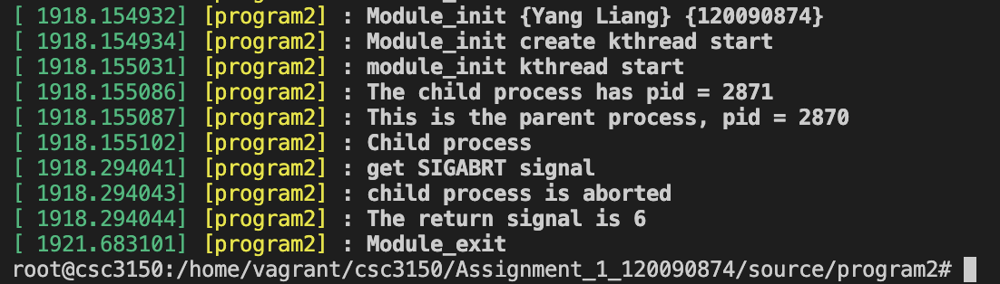 [ 1918.154932] [program2] : Module_init {Yang Liang} {120090874}
[ 1918.154934] [program2] : Module_init create kthread start
[ 1918.155031] [program2] : module_init kthread start
[ 1918.155086] [program2] : The child process has pid = 2871
[ 1918.155087] [program2] : This is the parent process, pid = 2870
[ 1918.155102] [program2] : Child process
[ 1918.294041] [program2] : get SIGABRT signal
[ 1918.294043] [program2] : child process is aborted
[ 1918.294044] [program2] : The return signal is 6
[ 1921.683101] [program2] : Module_exit
root@csc3150:/home/vagrant/csc3150/Assignment_1_120090874/source/program2#